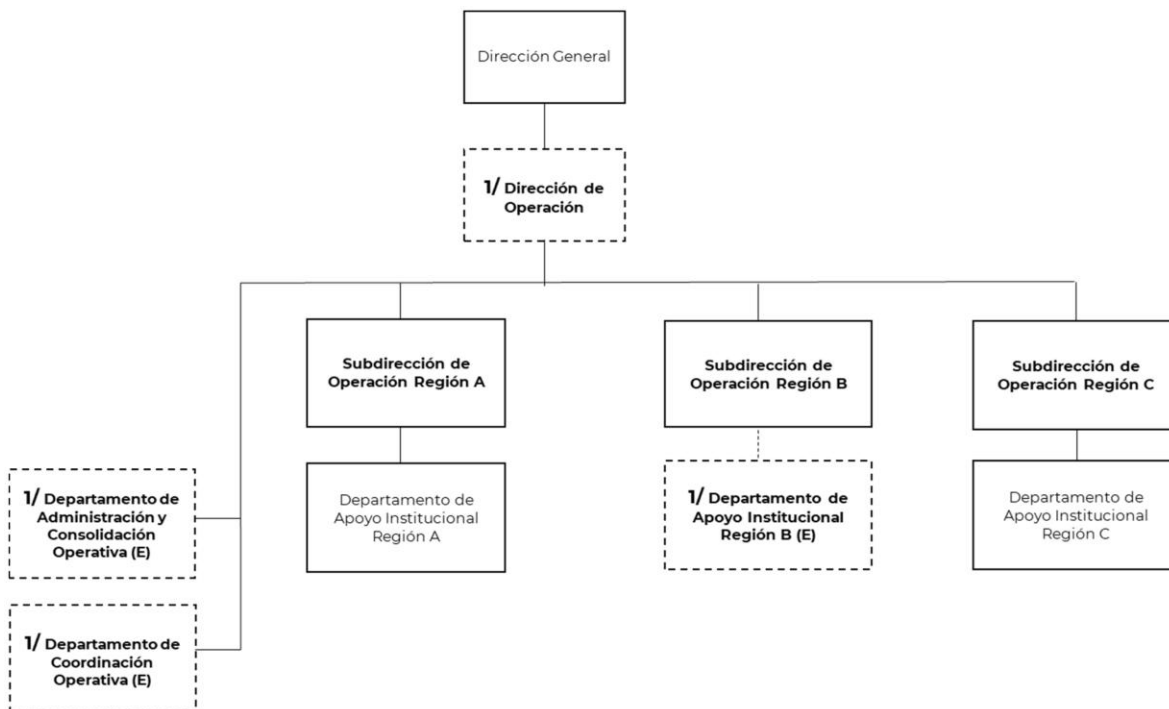 Dirección General
1/ Dirección de
Operación
Subdirección de
Operación Región A
Subdirección de
Operación Región B
Subdirección de
Operación Región C
1/ Departamento de
Administración y
Consolidación
Operativa (E)
Departamento de
Apoyo Institucional
Región A
1/ Departamento de
Apoyo Institucional
Región B (E)
Departamento de
Apoyo Institucional
Región C
1/ Departamento de
Coordinación
Operativa (E)